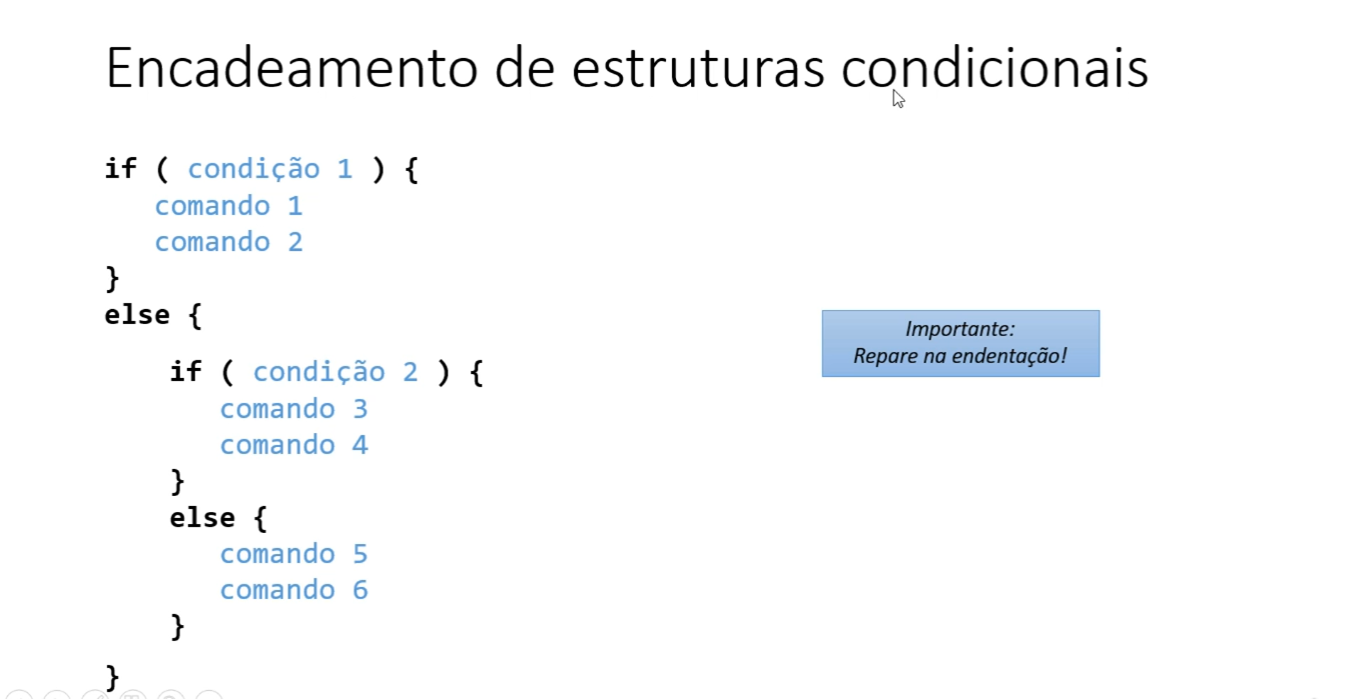 Encadeamento de estruturas condicionais
if ( condição 1 ) {
comando 1
comando 2
}
else {
if ( condição 2 ) {
comando 3
comando 4
}
else {
comando 5
comando 6
}
}
Importante:
Repare na endentação!